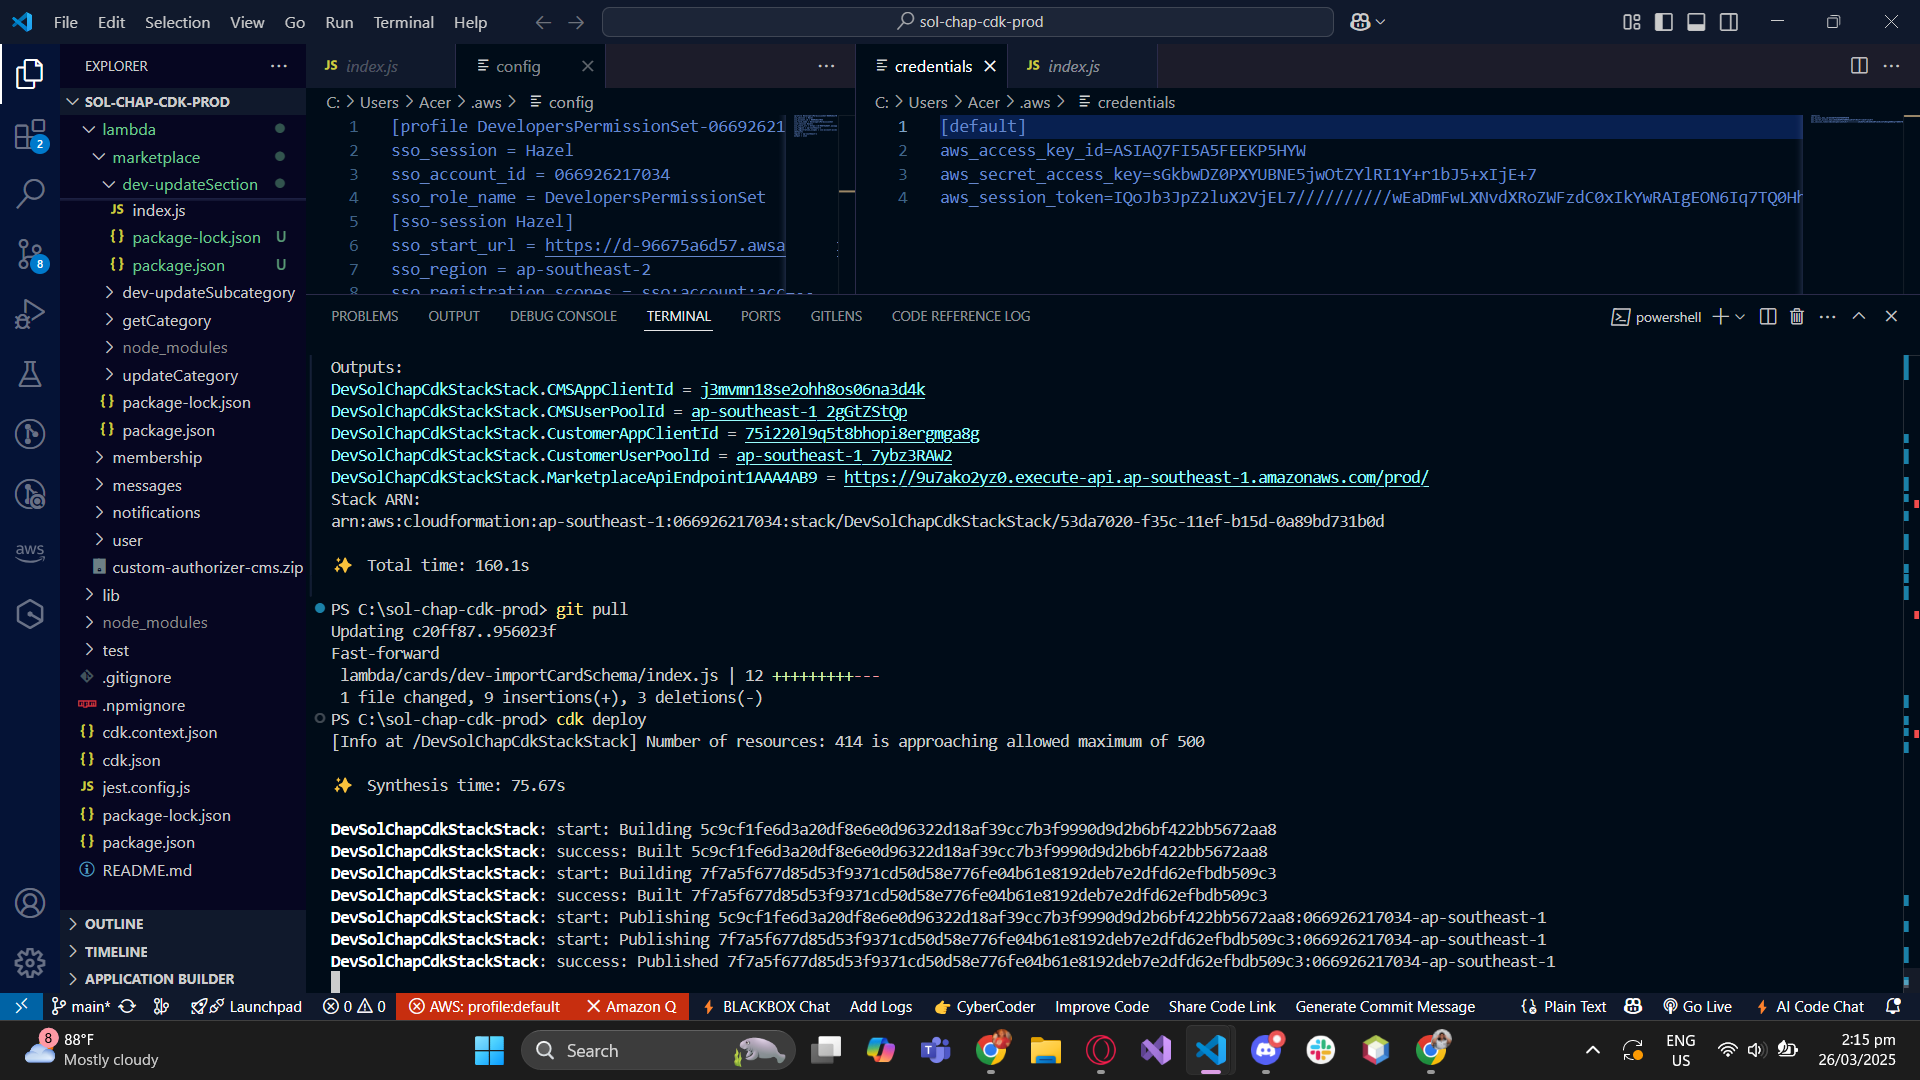 File Edit Selection View Go Run Terminal Help
sol-chap-cdk-prod
EXPLORER
SOL-CHAP-CDK-PROD
lambda
marketplace
dev-updateSection
JS index.js
{} package-lock.json U
{} package.json U
dev-updateSubcategory
getCategory
node_modules
updateCategory
{} package-lock.json
{} package.json
membership
messages
notifications
user
custom-authorizer-cms.zip
lib
node_modules
test
.gitignore
.npmignore
{} cdk.context.json
{} cdk.json
JS jest.config.js
{} package-lock.json
{} package.json
README.md
OUTLINE
TIMELINE
APPLICATION BUILDER
2
8
aws
JS index.js
config
C: > Users > Acer > .aws > config
1 [profile DevelopersPermissionSet-06692621
2 sso_session = Hazel
3 sso_account_id = 066926217034
4 sso_role_name = DevelopersPermissionSet
5 [sso-session Hazel]
6 sso_start_url = https://d-96675a6d57.awsa
7 sso_region = ap-southeast-2
8
credentials
JS index.js
C: > Users > Acer > .aws > credentials
1 [default]
2 aws_access_key_id=ASIAQ7FI5A5FEEKP5HYW
3 aws_secret_access_key=sGkbwDZ0PXYUBNE5jwOtZYlRI1Y+r1bJ5+xIjE+7
4 aws_session_token=IQoJb3JpZ2luX2VjEL7//////////wEaDmFwLXNvdXRoZWFzdC0xIkYwRAIgEON6Iq7TQ0Hh
PROBLEMS OUTPUT DEBUG CONSOLE TERMINAL PORTS GITLENS CODE REFERENCE LOG
powershell
Outputs:
DevSolChapCdkStackStack.CMSAppClientId = j3mvmn18se2ohh8os06na3d4k
DevSolChapCdkStackStack.CMSUserPoolId = ap-southeast-1_2gGtZStQp
DevSolChapCdkStackStack.CustomerAppClientId = 75i220l9q5t8bhopi8ergmga8g
DevSolChapCdkStackStack.CustomerUserPoolId = ap-southeast-1_7ybz3RAW2
DevSolChapCdkStackStack.MarketplaceApiEndpoint1AAA4AB9 = https://9u7ako2yz0.execute-api.ap-southeast-1.amazonaws.com/prod/
Stack ARN:
arn:aws:cloudformation:ap-southeast-1:066926217034:stack/DevSolChapCdkStackStack/53da7020-f35c-11ef-b15d-0a89bd731b0d
✨ Total time: 160.1s
PS C:\sol-chap-cdk-prod> git pull
Updating c20ff87..956023f
Fast-forward
lambda/cards/dev-importCardSchema/index.js | 12 +++++++++---
1 file changed, 9 insertions(+), 3 deletions(-)
PS C:\sol-chap-cdk-prod> cdk deploy
[Info at /DevSolChapCdkStackStack] Number of resources: 414 is approaching allowed maximum of 500
✨ Synthesis time: 75.67s
DevSolChapCdkStackStack: start: Building 5c9cf1fe6d3a20df8e6e0d96322d18af39cc7b3f9990d9d2b6bf422bb5672aa8
DevSolChapCdkStackStack: success: Built 5c9cf1fe6d3a20df8e6e0d96322d18af39cc7b3f9990d9d2b6bf422bb5672aa8
DevSolChapCdkStackStack: start: Building 7f7a5f677d85d53f9371cd50d58e776fe04b61e8192deb7e2dfd62efbdb509c3
DevSolChapCdkStackStack: success: Built 7f7a5f677d85d53f9371cd50d58e776fe04b61e8192deb7e2dfd62efbdb509c3
DevSolChapCdkStackStack: start: Publishing 5c9cf1fe6d3a20df8e6e0d96322d18af39cc7b3f9990d9d2b6bf422bb5672aa8:066926217034-ap-southeast-1
DevSolChapCdkStackStack: start: Publishing 7f7a5f677d85d53f9371cd50d58e776fe04b61e8192deb7e2dfd62efbdb509c3:066926217034-ap-southeast-1
DevSolChapCdkStackStack: success: Published 7f7a5f677d85d53f9371cd50d58e776fe04b61e8192deb7e2dfd62efbdb509c3:066926217034-ap-southeast-1
main* Launchpad 0 0 AWS: profile:default Amazon Q BLACKBOX Chat Add Logs CyberCoder Improve Code Share Code Link Generate Commit Message {} Plain Text Go Live AI Code Chat
8 88°F
Mostly cloudy
Search
ENG
US
2:15 pm
26/03/2025